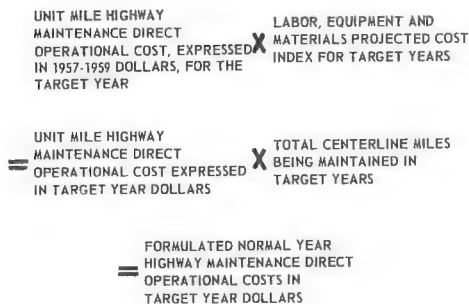 UNIT MILE HIGHWAY
MAINTENANCE DIRECT
OPERATIONAL COST, EXPRESSED
IN 1957-1959 DOLLARS, FOR THE
TARGET YEAR
X
LABOR, EQUIPMENT AND
MATERIALS PROJECTED COST
INDEX FOR TARGET YEARS
=
UNIT MILE HIGHWAY
MAINTENANCE DIRECT
OPERATIONAL COST EXPRESSED
IN TARGET YEAR DOLLARS
X
TOTAL CENTERLINE MILES
BEING MAINTAINED IN
TARGET YEARS
=
FORMULATED NORMAL YEAR
HIGHWAY MAINTENANCE DIRECT
OPERATIONAL COSTS IN
TARGET YEAR DOLLARS